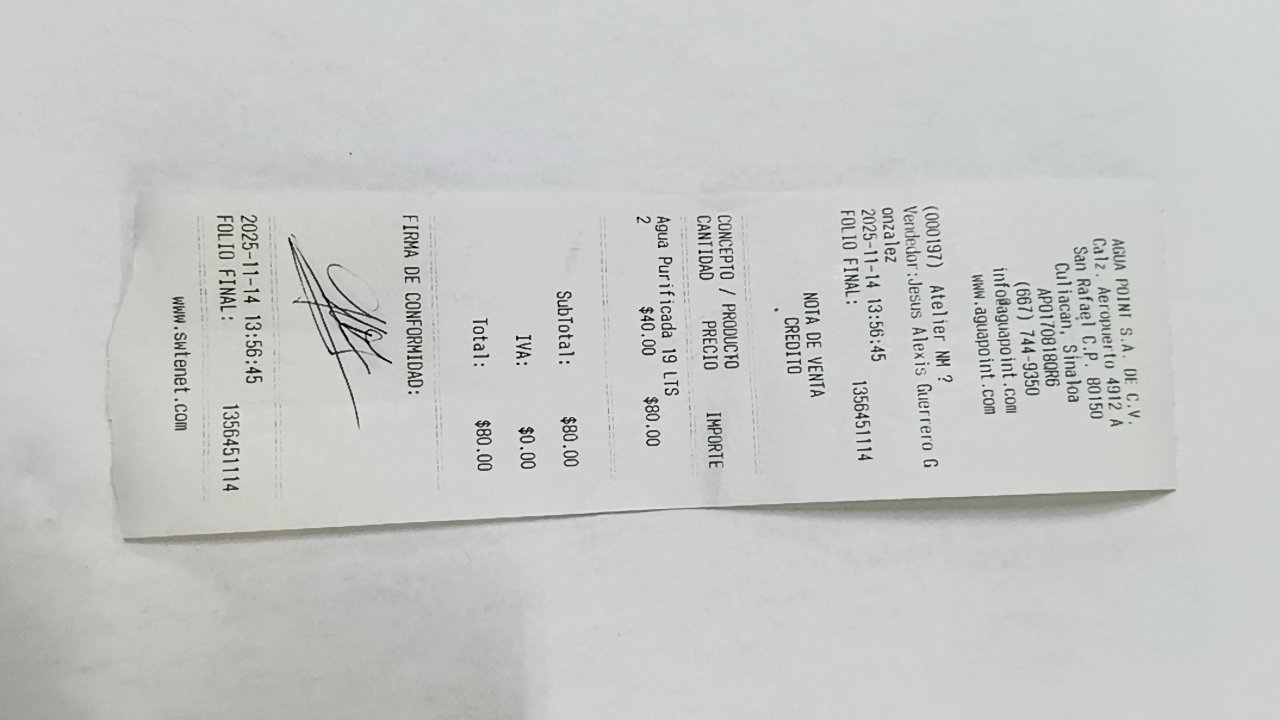 AGUA POINT S.A. DE C.V.
Calz. Aeropuerto 4912 A
San Rafael C.P. 80150
Culiacan, Sinaloa
APO170818QR6
(667) 744-9350
info@aguapoint.com
www.aguapoint.com
(000197) Atelier NM ?
Vendedor:Jesus Alexis Guerrero G
onzalez
2025-11-14 13:56:45
FOLIO FINAL: 1356451114
NOTA DE VENTA
CREDITO
CONCEPTO / PRODUCTO
CANTIDAD PRECIO IMPORTE
Agua Purificada 19 LTS
2 $40.00 $80.00
SubTotal: $80.00
IVA: $0.00
Total: $80.00
FIRMA DE CONFORMIDAD:
2025-11-14 13:56:45
FOLIO FINAL: 1356451114
www.swtenet.com